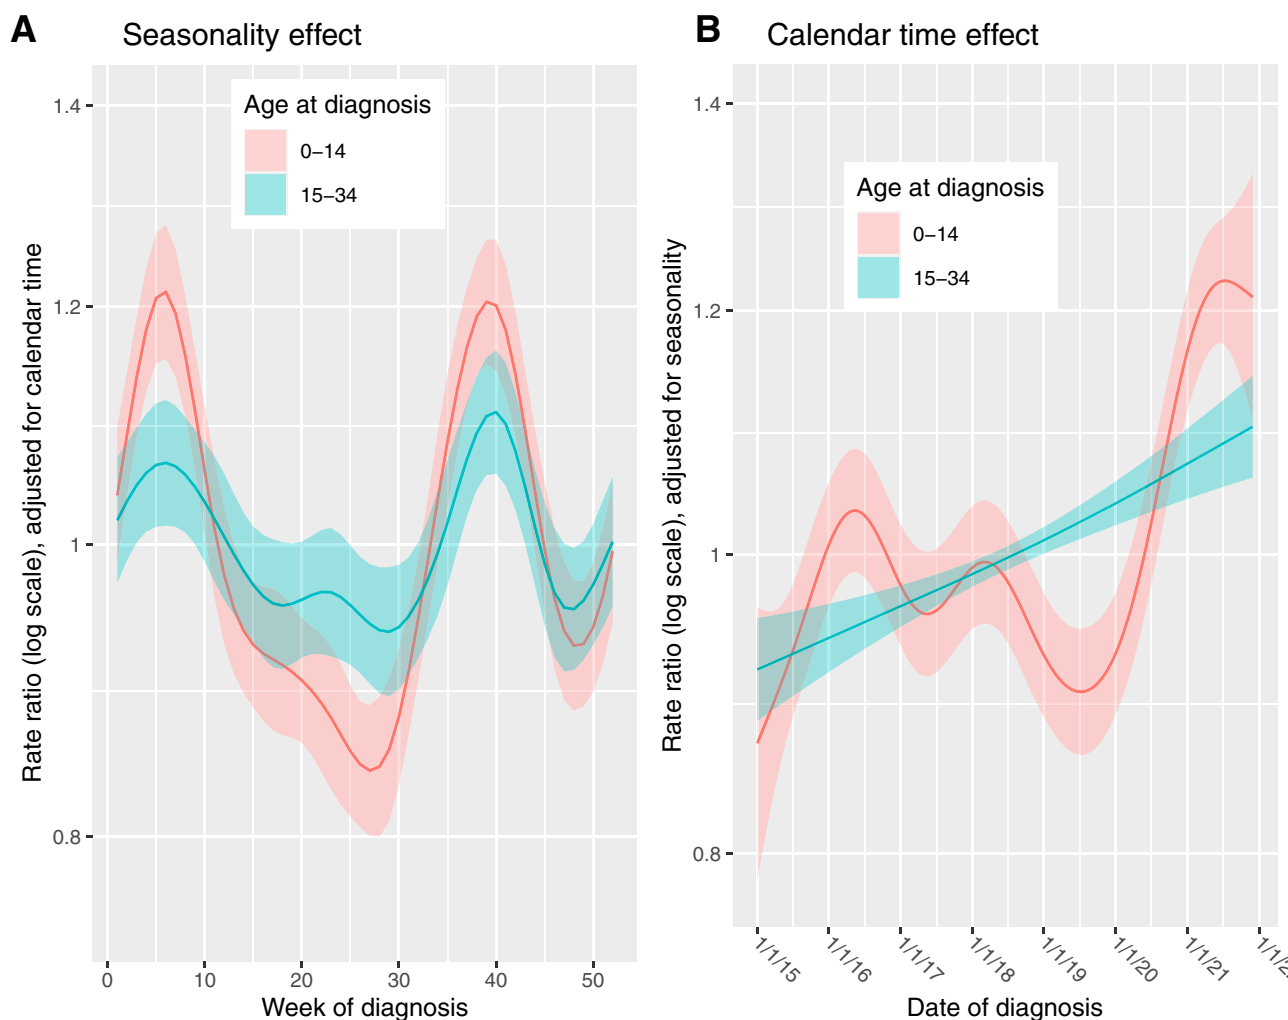 A Seasonality effect
Rate ratio (log scale), adjusted for calendar time
1.4
1.2
1
0.8
Age at diagnosis
0−14
15−34
0 10 20 30 40 50
Week of diagnosis
B Calendar time effect
Rate ratio (log scale), adjusted for seasonality
1.4
1.2
1
0.8
Age at diagnosis
0−14
15−34
1/1/15 1/1/16 1/1/17 1/1/18 1/1/19 1/1/20 1/1/21
Date of diagnosis